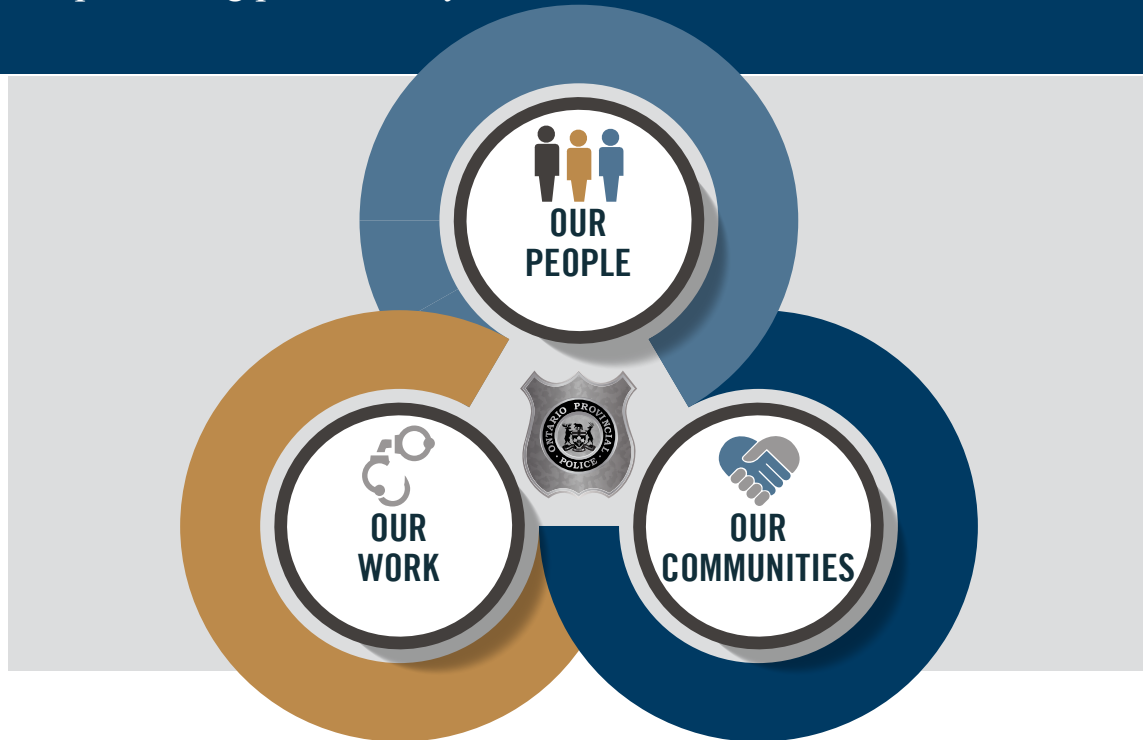 OUR
PEOPLE
ONTARIO PROVINCIAL
· POLICE ·
OUR
WORK
OUR
COMMUNITIES